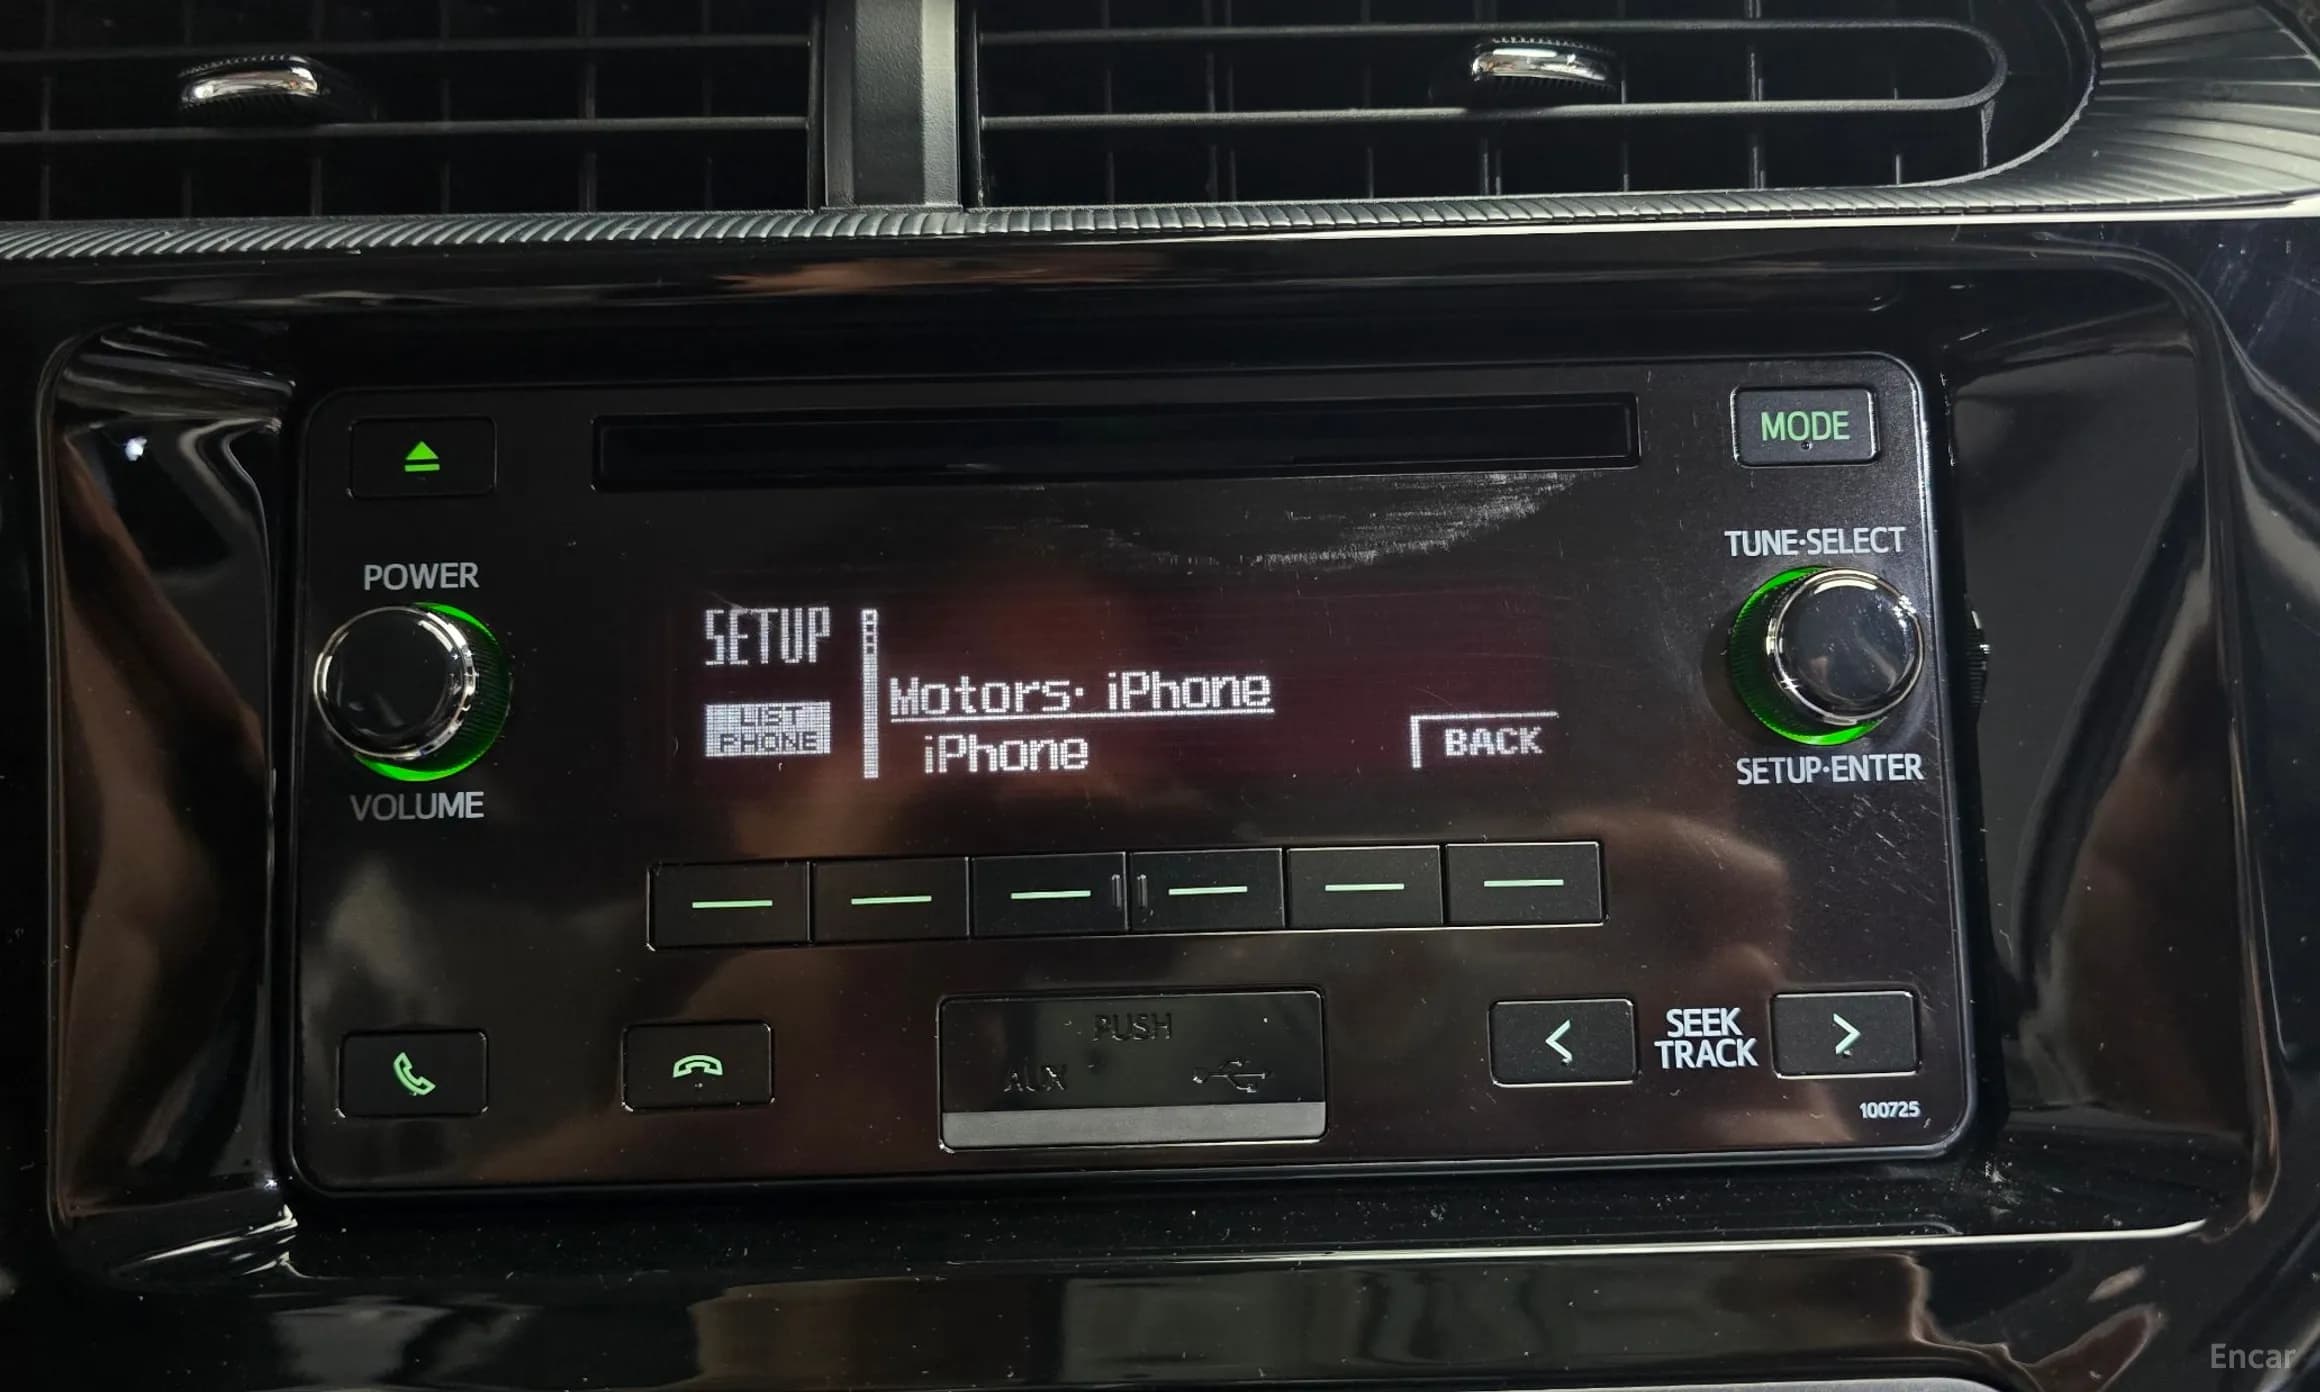 MODE
TUNE·SELECT
POWER
SETUP
Motors· iPhone
LIST
PHONE
iPhone
BACK
SETUP·ENTER
VOLUME
PUSH
AUX
SEEK
TRACK
100725
Encar